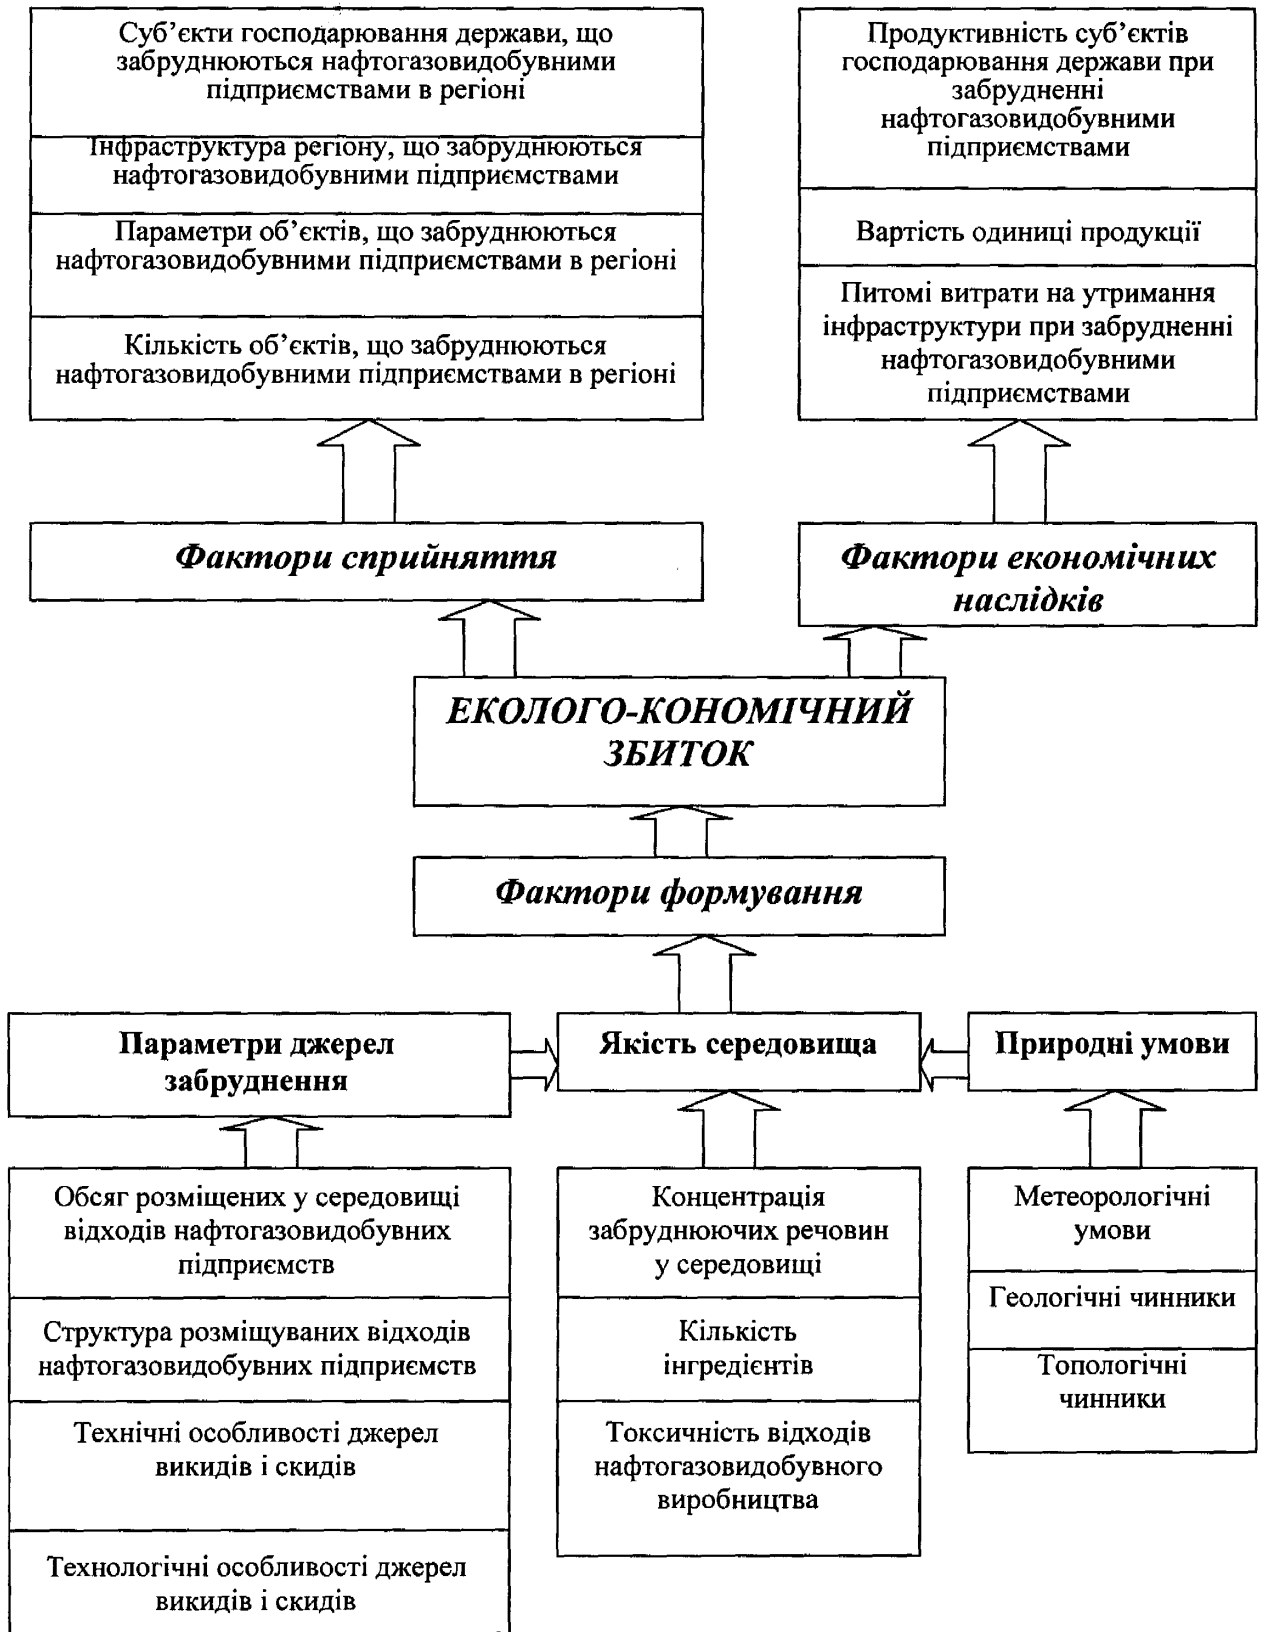 Суб’єкти господарювання держави, що
забруднюються нафтогазовидобувними
підприємствами в регіоні
Інфраструктура регіону, що забруднюються
нафтогазовидобувними підприємствами
Параметри об’єктів, що забруднюються
нафтогазовидобувними підприємствами в регіоні
Кількість об’єктів, що забруднюються
нафтогазовидобувними підприємствами в регіоні
Продуктивність суб’єктів
господарювання держави при
забрудненні
нафтогазовидобувними
підприємствами
Вартість одиниці продукції
Питомі витрати на утримання
інфраструктури при забрудненні
нафтогазовидобувними
підприємствами
Фактори сприйняття
Фактори економічних
наслідків
ЕКОЛОГО-КОНОМІЧНИЙ
ЗБИТОК
Фактори формування
Параметри джерел
забруднення
Якість середовища
Природні умови
Обсяг розміщених у середовищі
відходів нафтогазовидобувних
підприємств
Структура розміщуваних відходів
нафтогазовидобувних підприємств
Технічні особливості джерел
викидів і скидів
Технологічні особливості джерел
викидів і скидів
Концентрація
забруднюючих речовин
у середовищі
Кількість
інгредієнтів
Токсичність відходів
нафтогазовидобувного
виробництва
Метеорологічні
умови
Геологічні чинники
Топологічні
чинники